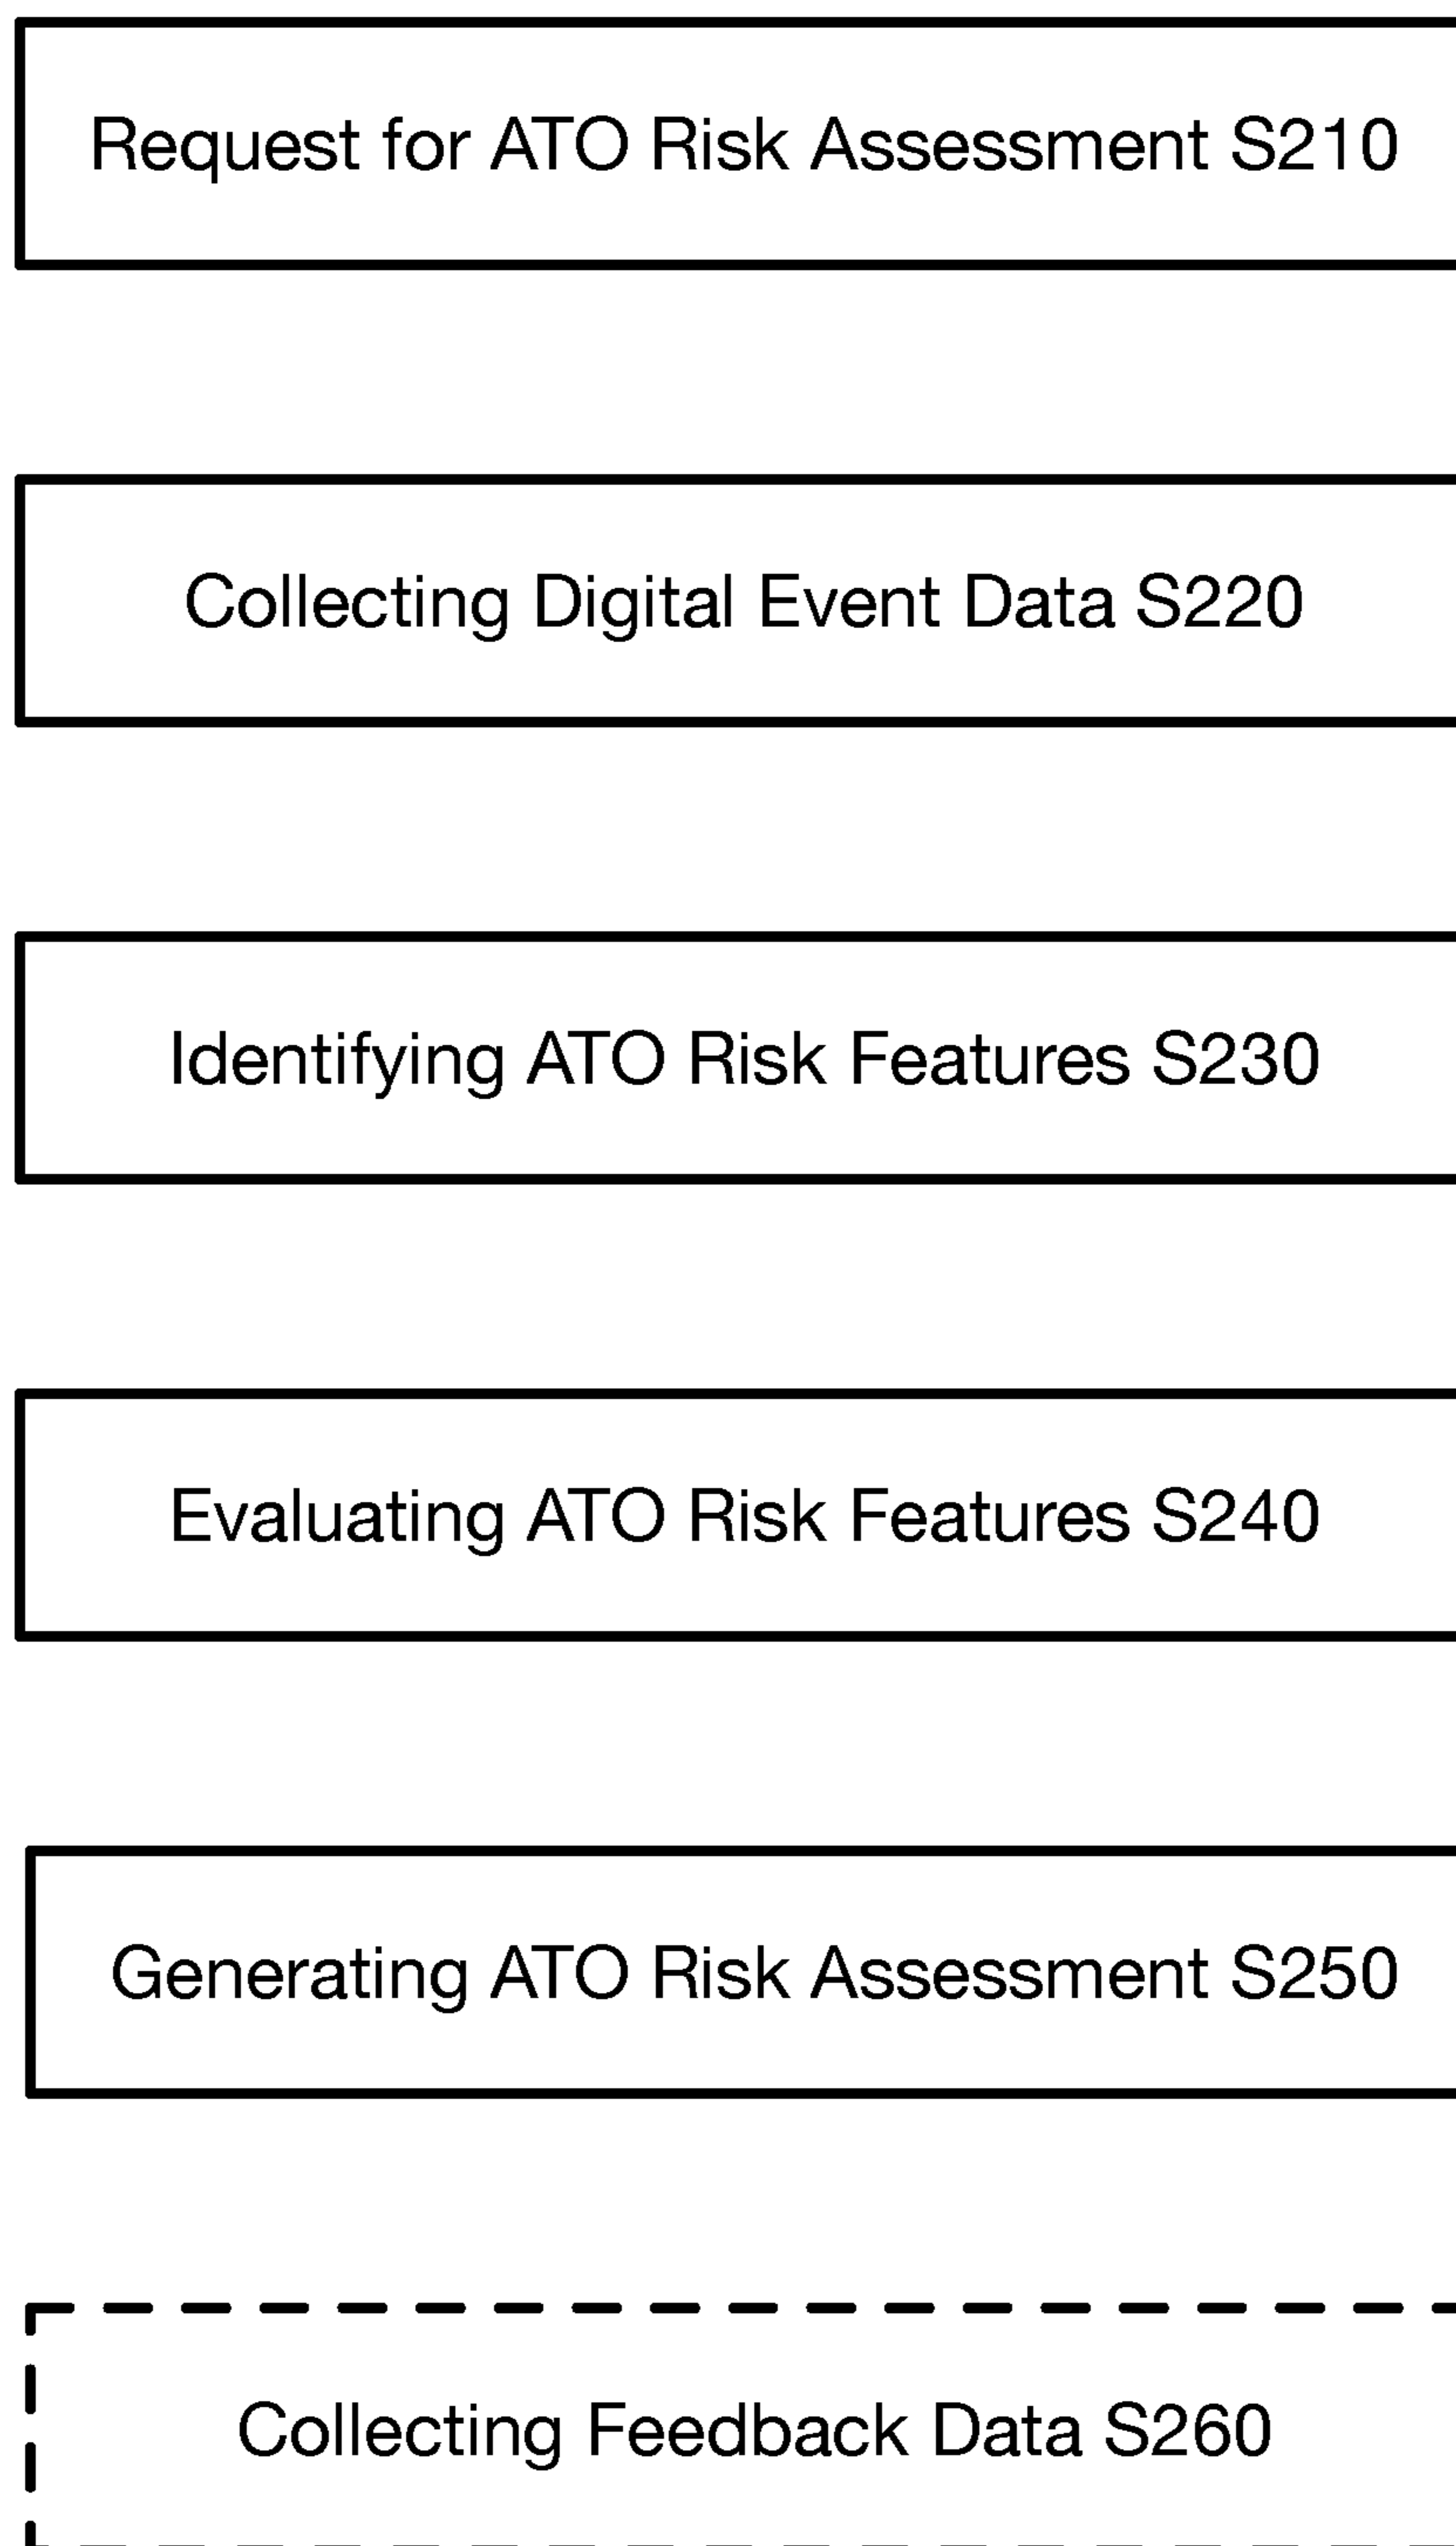 Request for ATO Risk Assessment S210
Collecting Digital Event Data S220
Identifying ATO Risk Features S230
Evaluating ATO Risk Features S240
Generating ATO Risk Assessment S250
Collecting Feedback Data S260